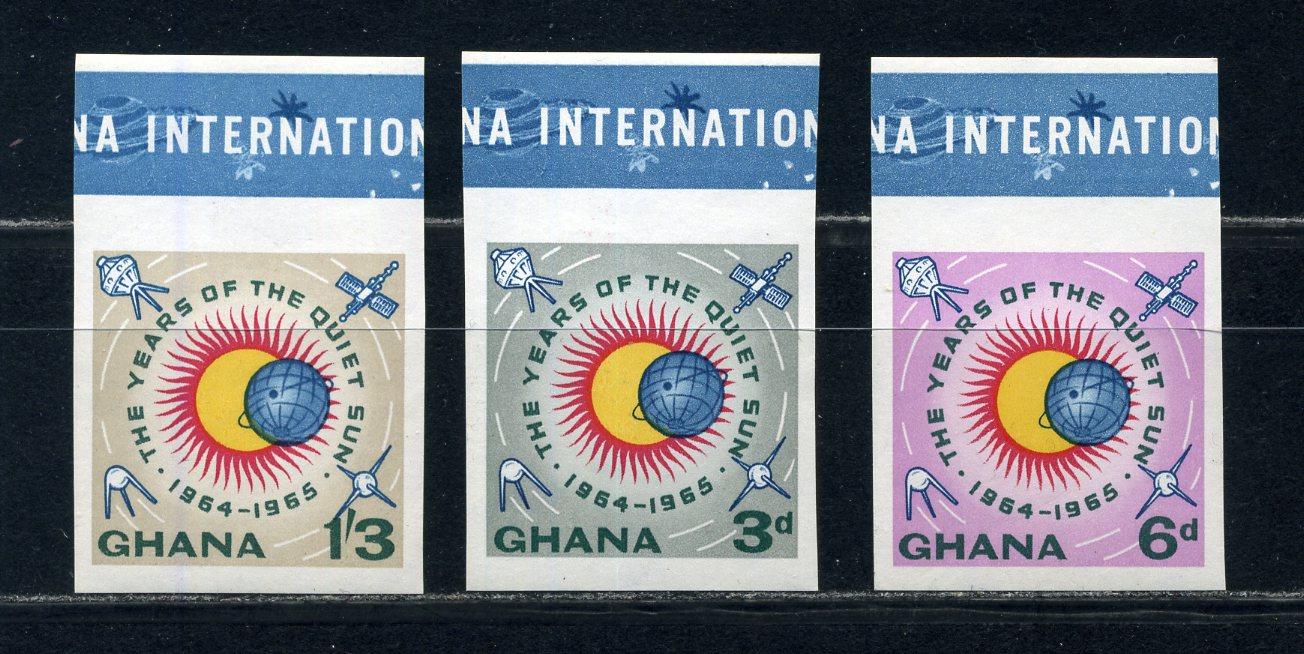 NA INTERNATION
· THE YEARS OF THE QUIET SUN ·
1964-1965
GHANA 1/3
NA INTERNATION
· THE YEARS OF THE QUIET SUN ·
1964-1965
GHANA 3d
NA INTERNATION
· THE YEARS OF THE QUIET SUN ·
1964-1965
GHANA 6d